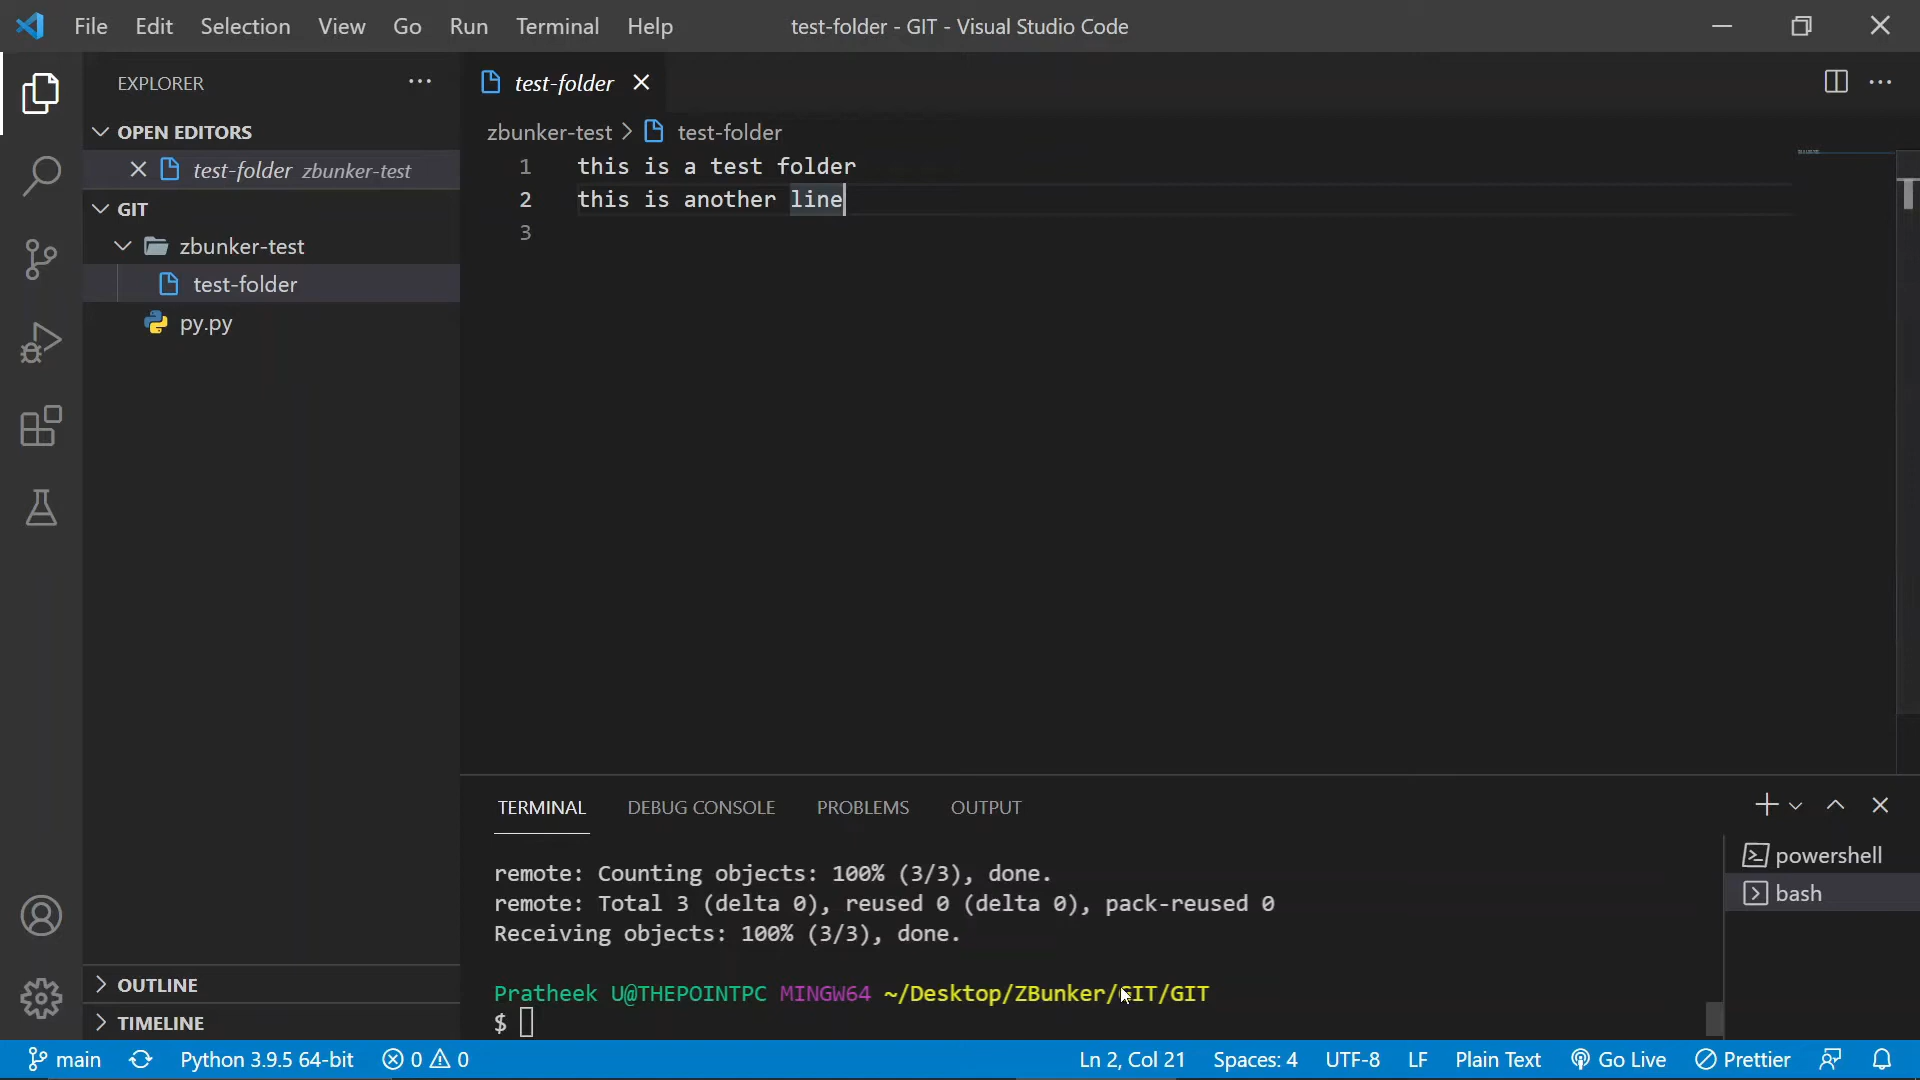 File Edit Selection View Go Run Terminal Help test-folder - GIT - Visual Studio Code
EXPLORER
OPEN EDITORS
test-folder zbunker-test
GIT
zbunker-test
test-folder
py.py
OUTLINE
TIMELINE
test-folder
zbunker-test > test-folder
1 this is a test folder
2 this is another line
3
TERMINAL DEBUG CONSOLE PROBLEMS OUTPUT
remote: Counting objects: 100% (3/3), done.
remote: Total 3 (delta 0), reused 0 (delta 0), pack-reused 0
Receiving objects: 100% (3/3), done.
Pratheek U@THEPOINTPC MINGW64 ~/Desktop/ZBunker/GIT/GIT
$
powershell
bash
main Python 3.9.5 64-bit 0 0 Ln 2, Col 21 Spaces: 4 UTF-8 LF Plain Text Go Live Prettier